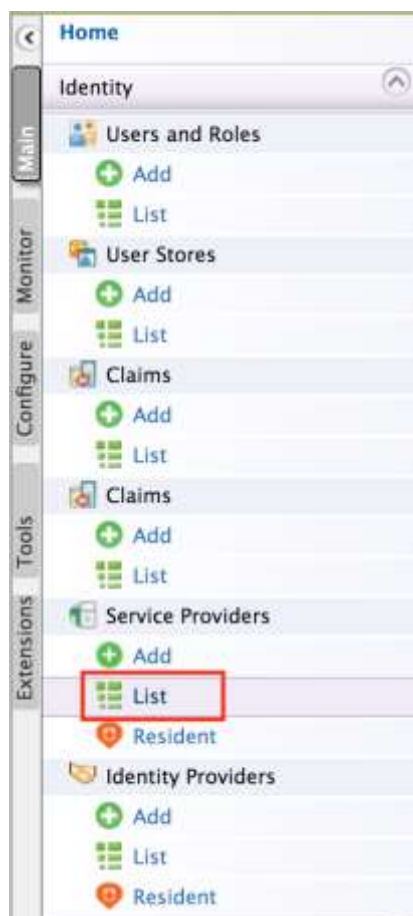 Home
Identity
Users and Roles
Add
List
User Stores
Add
List
Claims
Add
List
Claims
Add
List
Service Providers
Add
List
Resident
Identity Providers
Add
List
Resident
Main
Monitor
Configure
Tools
Extensions